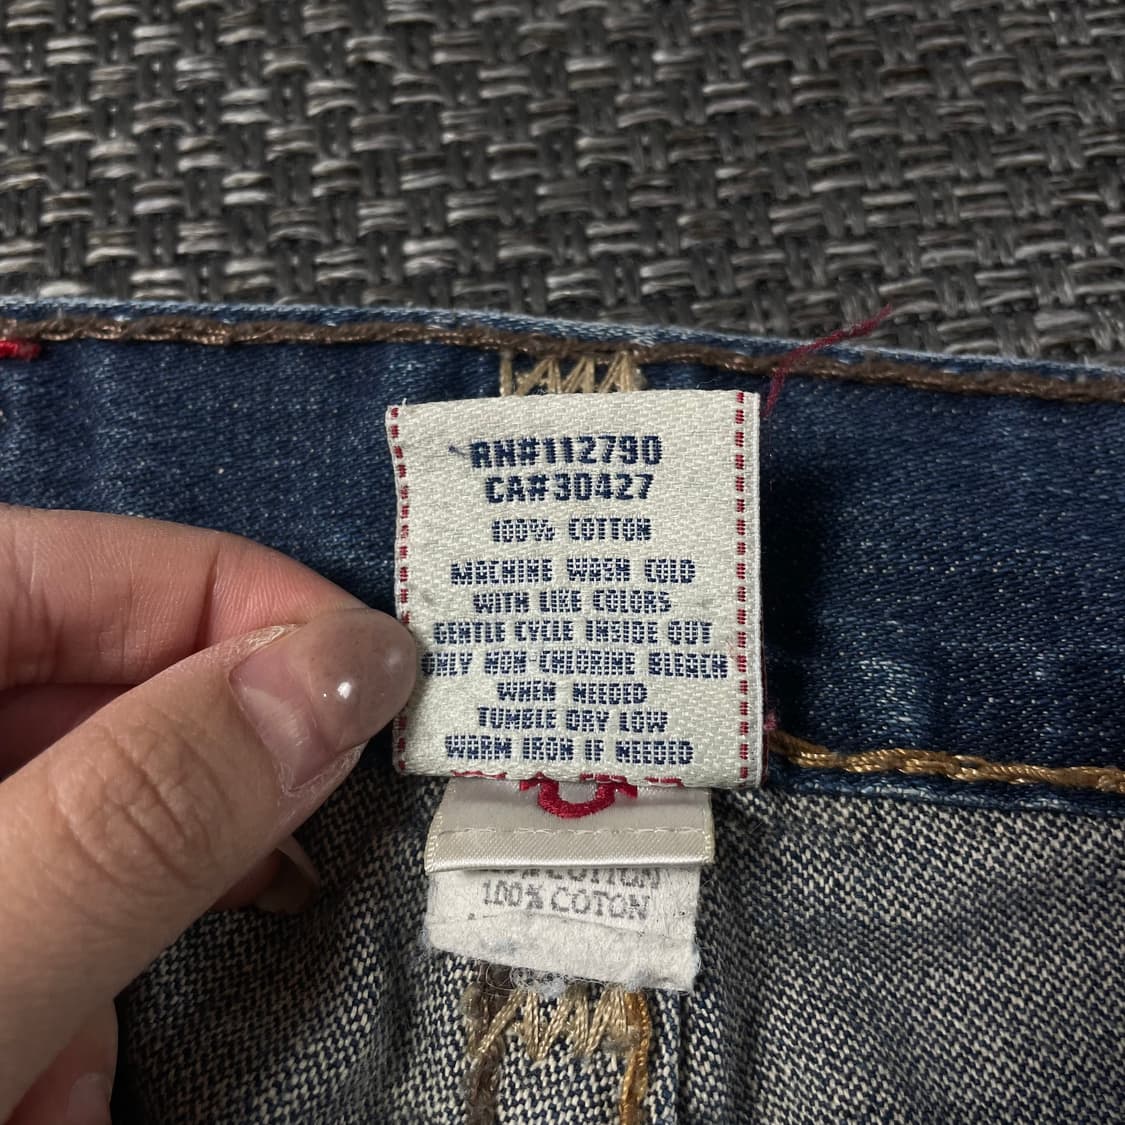 RN#112790
CA#30427
100% COTTON
MACHINE WASH COLD
WITH LIKE COLORS
GENTLE CYCLE INSIDE OUT
ONLY NON-CHLORINE BLEACH
WHEN NEEDED
TUMBLE DRY LOW
WARM IRON IF NEEDED
100% COTON